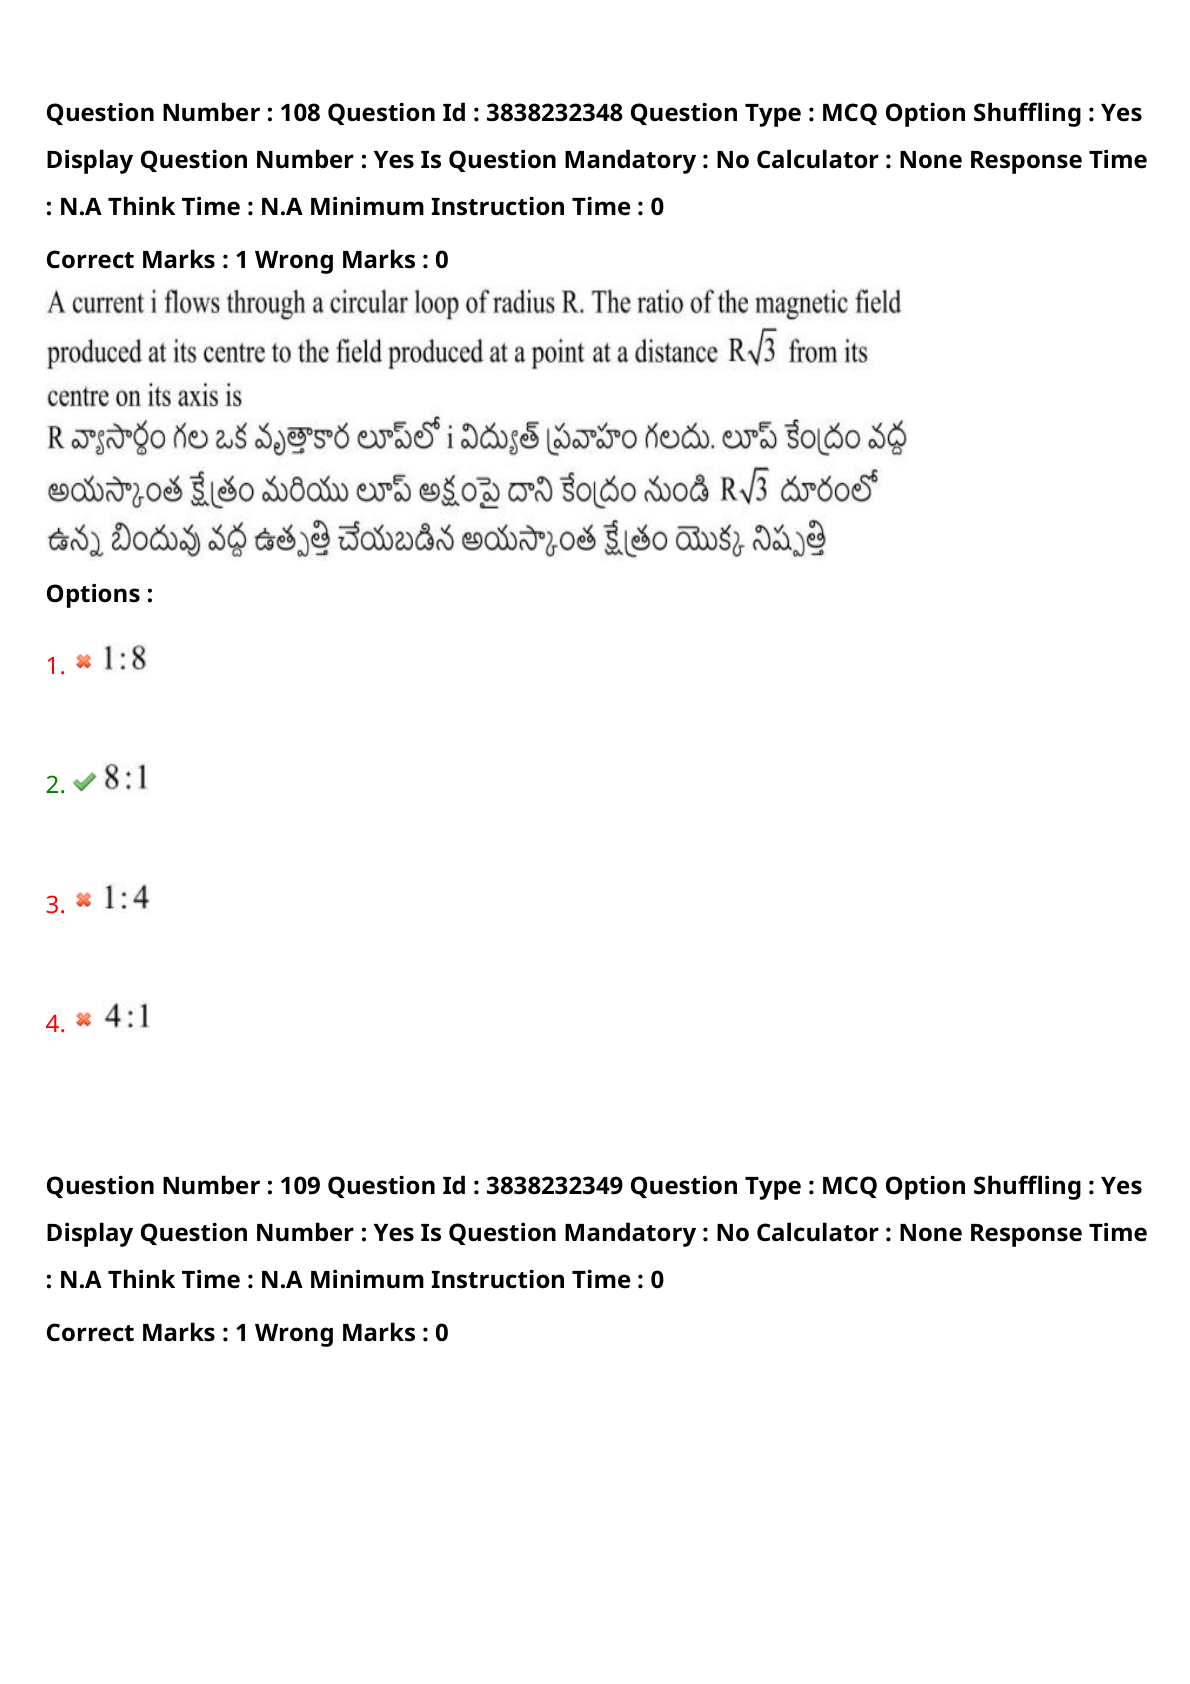 Question Number : 108 Question Id : 3838232348 Question Type : MCQ Option Shuffling : Yes
Display Question Number : Yes Is Question Mandatory : No Calculator : None Response Time
: N.A Think Time : N.A Minimum Instruction Time : 0
Correct Marks : 1 Wrong Marks : 0
A current i flows through a circular loop of radius R. The ratio of the magnetic field
produced at its centre to the field produced at a point at a distance R√3 from its
centre on its axis is
R వ్యాసార్థం గల ఒక వృత్తాకార లూప్‌లో i విద్యుత్ ప్రవాహం గలదు. లూప్ కేంద్రం వద్ద
అయస్కాంత క్షేత్రం మరియు లూప్ అక్షంపై దాని కేంద్రం నుండి R√3 దూరంలో
ఉన్న బిందువు వద్ద ఉత్పత్తి చేయబడిన అయస్కాంత క్షేత్రం యొక్క నిష్పత్తి
Options :
1. 1:8
2. 8:1
3. 1:4
4. 4:1
Question Number : 109 Question Id : 3838232349 Question Type : MCQ Option Shuffling : Yes
Display Question Number : Yes Is Question Mandatory : No Calculator : None Response Time
: N.A Think Time : N.A Minimum Instruction Time : 0
Correct Marks : 1 Wrong Marks : 0